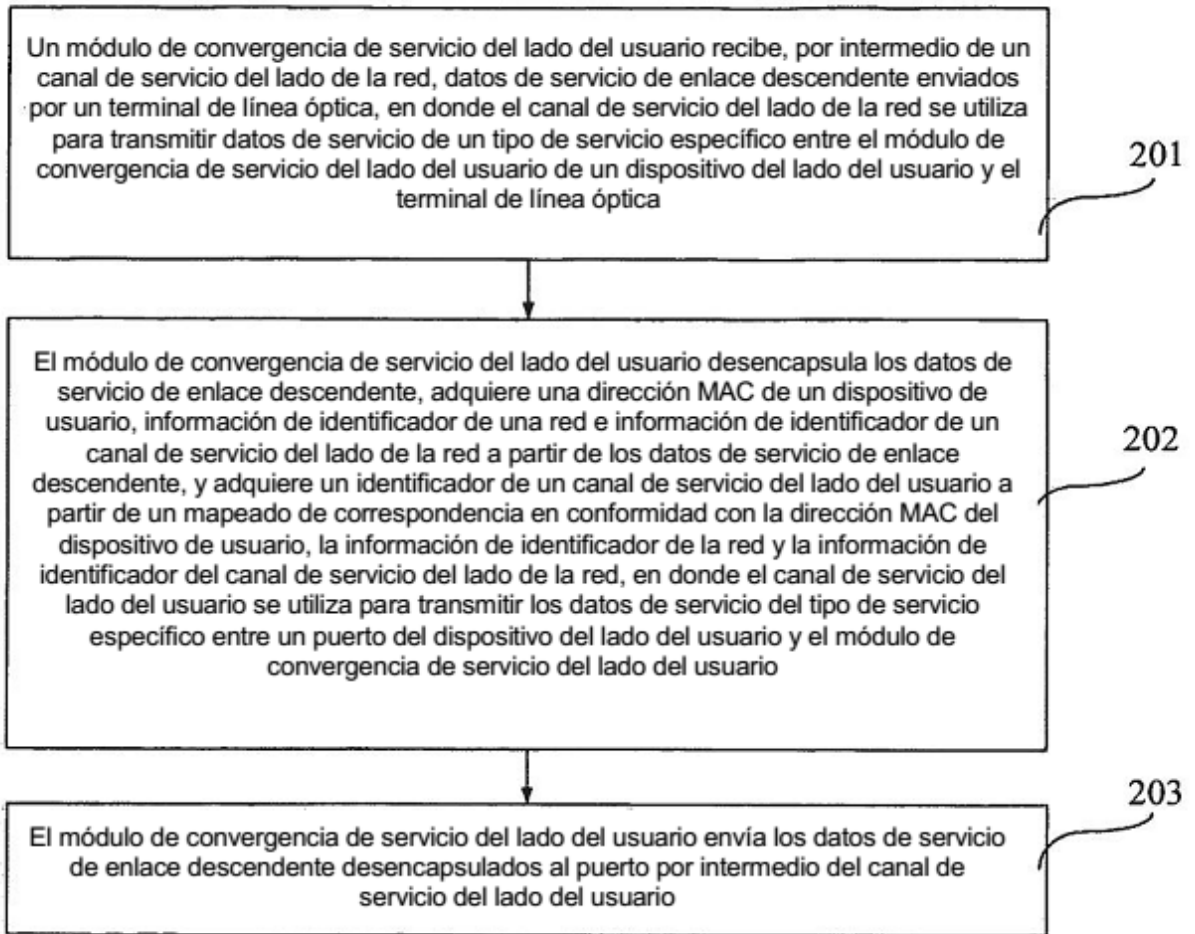 Un módulo de convergencia de servicio del lado del usuario recibe, por intermedio de un
canal de servicio del lado de la red, datos de servicio de enlace descendente enviados
por un terminal de línea óptica, en donde el canal de servicio del lado de la red se utiliza
para transmitir datos de servicio de un tipo de servicio específico entre el módulo de
convergencia de servicio del lado del usuario de un dispositivo del lado del usuario y el
terminal de línea óptica
201
El módulo de convergencia de servicio del lado del usuario desencapsula los datos de
servicio de enlace descendente, adquiere una dirección MAC de un dispositivo de
usuario, información de identificador de una red e información de identificador de un
canal de servicio del lado de la red a partir de los datos de servicio de enlace
descendente, y adquiere un identificador de un canal de servicio del lado del usuario a
partir de un mapeado de correspondencia en conformidad con la dirección MAC del
dispositivo de usuario, la información de identificador de la red y la información de
identificador del canal de servicio del lado de la red, en donde el canal de servicio del
lado del usuario se utiliza para transmitir los datos de servicio del tipo de servicio
específico entre un puerto del dispositivo del lado del usuario y el módulo de
convergencia de servicio del lado del usuario
202
El módulo de convergencia de servicio del lado del usuario envía los datos de servicio
de enlace descendente desencapsulados al puerto por intermedio del canal de
servicio del lado del usuario
203